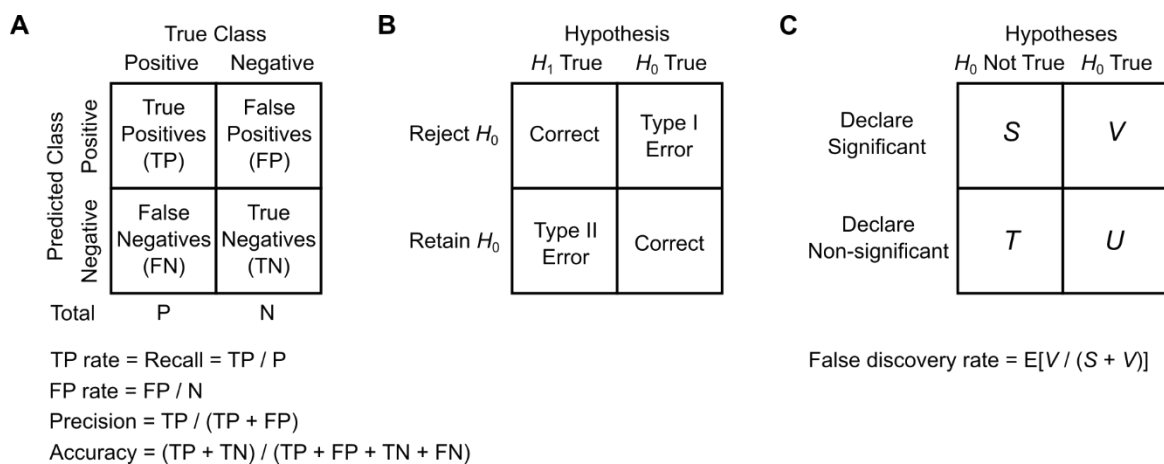 A
True Class
Positive Negative
Predicted Class
Positive
Negative
True
Positives
(TP)
False
Positives
(FP)
False
Negatives
(FN)
True
Negatives
(TN)
Total P N
TP rate = Recall = TP / P
FP rate = FP / N
Precision = TP / (TP + FP)
Accuracy = (TP + TN) / (TP + FP + TN + FN)
B
Hypothesis
H1 True H0 True
Reject H0
Correct
Type I
Error
Retain H0
Type II
Error
Correct
C
Hypotheses
H0 Not True H0 True
Declare
Significant
S V
Declare
Non-significant
T U
False discovery rate = E[V / (S + V)]